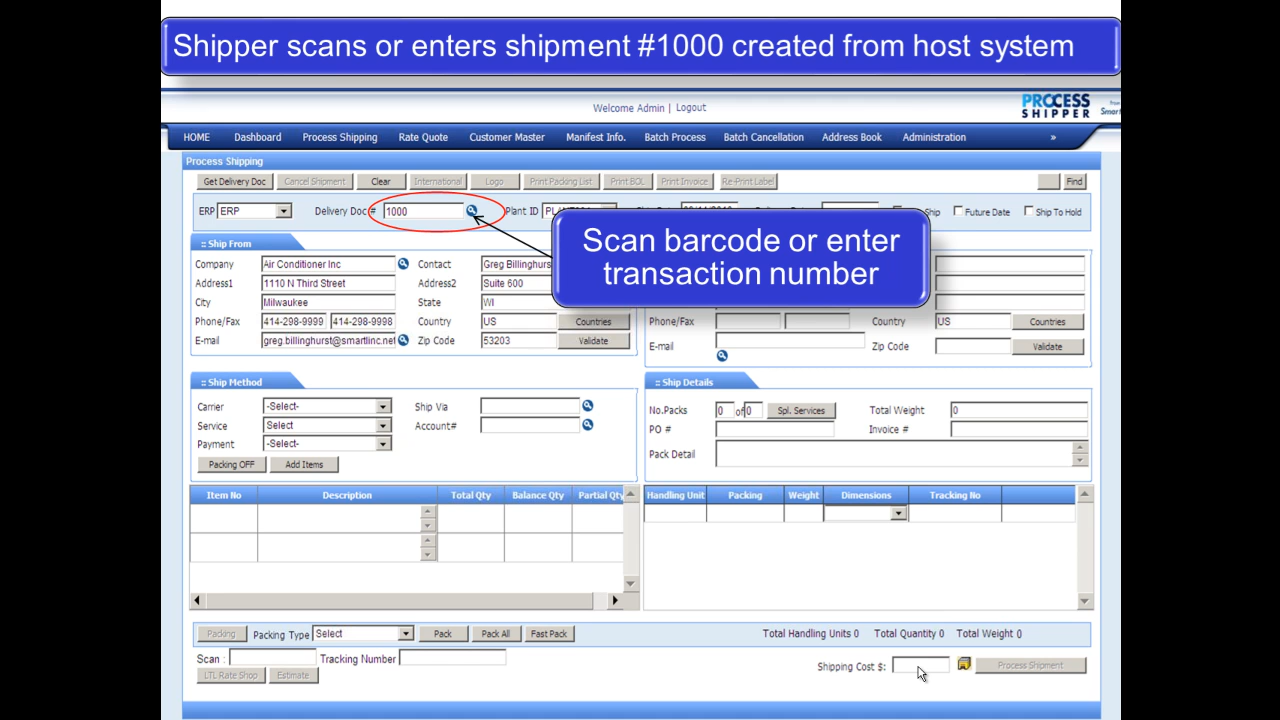 Shipper scans or enters shipment #1000 created from host system
Welcome Admin | Logout
PROCESS
SHIPPER
from
Smar
HOME Dashboard Process Shipping Rate Quote Customer Master Manifest Info. Batch Process Batch Cancellation Address Book Administration »
Process Shipping
Get Delivery Doc Cancel Shipment Clear International Logo Print Packing List Print BOL Print Invoice Re-Print Label Find
ERP ERP Delivery Doc # 1000 Plant ID Ship Future Date Ship To Hold
Scan barcode or enter
transaction number
:: Ship From
Company Air Conditioner Inc Contact Greg Billinghurs
Address1 1110 N Third Street Address2 Suite 600
City Milwaukee State WI
Phone/Fax 414-298-9999 414-298-9998 Country US Countries Phone/Fax Country US Countries
E-mail greg.billinghurst@smartlinc.net Zip Code 53203 Validate E-mail Zip Code Validate
:: Ship Method :: Ship Details
Carrier -Select- Ship Via No.Packs 0 of 0 Spl. Services Total Weight 0
Service Select Account# PO # Invoice #
Payment -Select- Pack Detail
Packing OFF Add Items
Item No Description Total Qty Balance Qty Partial Qty Handling Unit Packing Weight Dimensions Tracking No
Packing Packing Type Select Pack Pack All Fast Pack Total Handling Units 0 Total Quantity 0 Total Weight 0
Scan : Tracking Number Shipping Cost $: Process Shipment
LTL Rate Shop Estimate